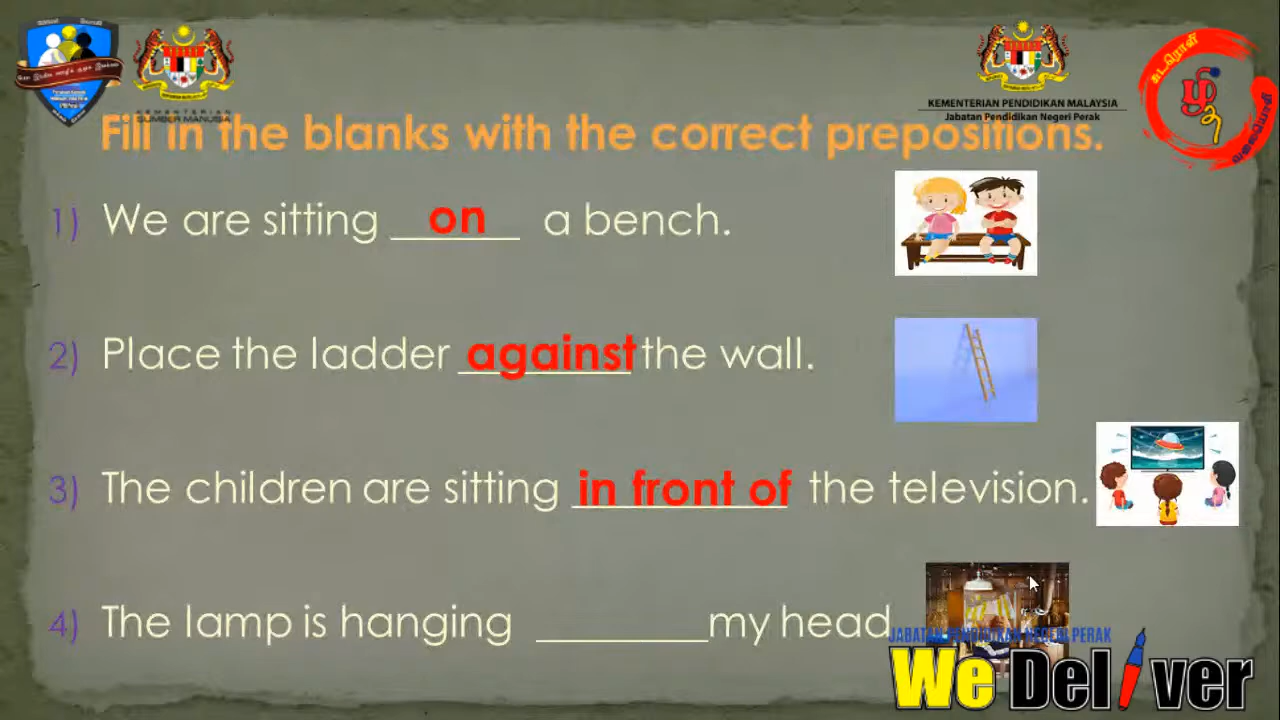 KEMENTERIAN
SUMBER MANUSIA
KEMENTERIAN PENDIDIKAN MALAYSIA
Jabatan Pendidikan Negeri Perak
சுடரொளி
ழி
வலையொளி
Fill in the blanks with the correct prepositions.
1) We are sitting on a bench.
2) Place the ladder against the wall.
3) The children are sitting in front of the television.
4) The lamp is hanging ________my head
JABATAN PENDIDIKAN NEGERI PERAK
We Deliver